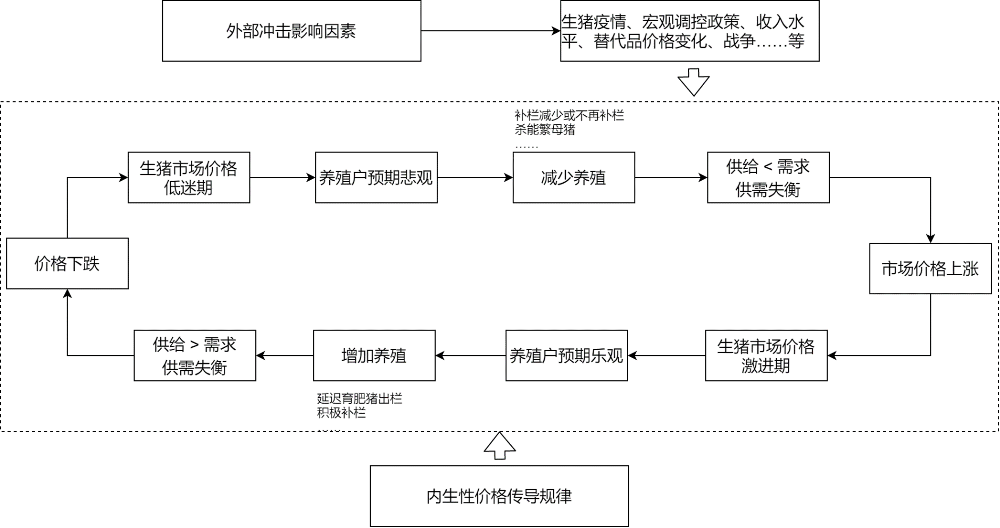 外部冲击影响因素
生猪疫情、宏观调控政策、收入水
平、替代品价格变化、战争……等
补栏减少或不再补栏
杀能繁母猪
……
生猪市场价格
低迷期
养殖户预期悲观
减少养殖
供给 < 需求
供需失衡
价格下跌
市场价格上涨
供给 > 需求
供需失衡
增加养殖
养殖户预期乐观
生猪市场价格
激进期
延迟育肥猪出栏
积极补栏
……
内生性价格传导规律